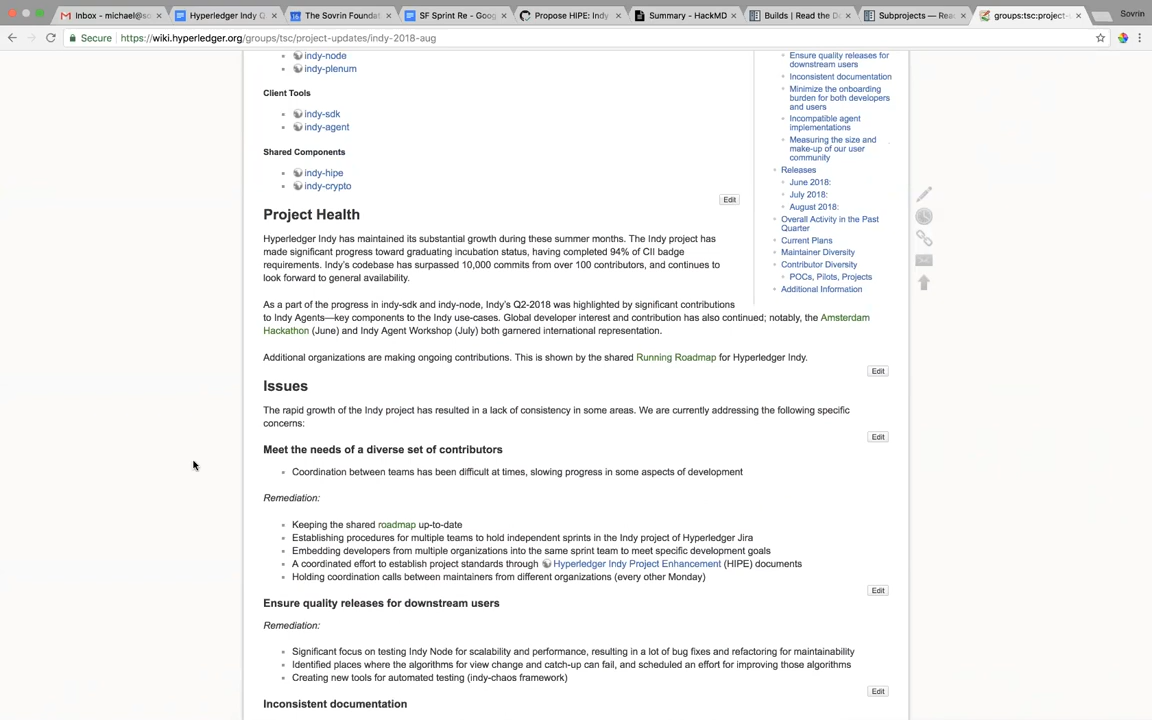 Inbox - michael@so
Hyperledger Indy Q
The Sovrin Founda
SF Sprint Re - Goog
Propose HIPE: Indy
Summary - HackMD
Builds | Read the D
Subprojects — Rea
groups:tsc:project-
Sovrin
Secure
https://wiki.hyperledger.org/groups/tsc/project-updates/indy-2018-aug
indy-node
indy-plenum
Client Tools
indy-sdk
indy-agent
Shared Components
indy-hipe
indy-crypto
Edit
Ensure quality releases for
downstream users
Inconsistent documentation
Minimize the onboarding
burden for both developers
and users
Incompatible agent
implementations
Measuring the size and
make-up of our user
community
Releases
June 2018:
July 2018:
August 2018:
Overall Activity in the Past
Quarter
Current Plans
Maintainer Diversity
Contributor Diversity
POCs, Pilots, Projects
Additional Information
Project Health
Hyperledger Indy has maintained its substantial growth during these summer months. The Indy project has
made significant progress toward graduating incubation status, having completed 94% of CII badge
requirements. Indy's codebase has surpassed 10,000 commits from over 100 contributors, and continues to
look forward to general availability.
As a part of the progress in indy-sdk and indy-node, Indy's Q2-2018 was highlighted by significant contributions
to Indy Agents—key components to the Indy use-cases. Global developer interest and contribution has also continued; notably, the Amsterdam
Hackathon (June) and Indy Agent Workshop (July) both garnered international representation.
Additional organizations are making ongoing contributions. This is shown by the shared Running Roadmap for Hyperledger Indy.
Edit
Issues
The rapid growth of the Indy project has resulted in a lack of consistency in some areas. We are currently addressing the following specific
concerns:
Edit
Meet the needs of a diverse set of contributors
Coordination between teams has been difficult at times, slowing progress in some aspects of development
Remediation:
Keeping the shared roadmap up-to-date
Establishing procedures for multiple teams to hold independent sprints in the Indy project of Hyperledger Jira
Embedding developers from multiple organizations into the same sprint team to meet specific development goals
A coordinated effort to establish project standards through Hyperledger Indy Project Enhancement (HIPE) documents
Holding coordination calls between maintainers from different organizations (every other Monday)
Edit
Ensure quality releases for downstream users
Remediation:
Significant focus on testing Indy Node for scalability and performance, resulting in a lot of bug fixes and refactoring for maintainability
Identified places where the algorithms for view change and catch-up can fail, and scheduled an effort for improving those algorithms
Creating new tools for automated testing (indy-chaos framework)
Edit
Inconsistent documentation